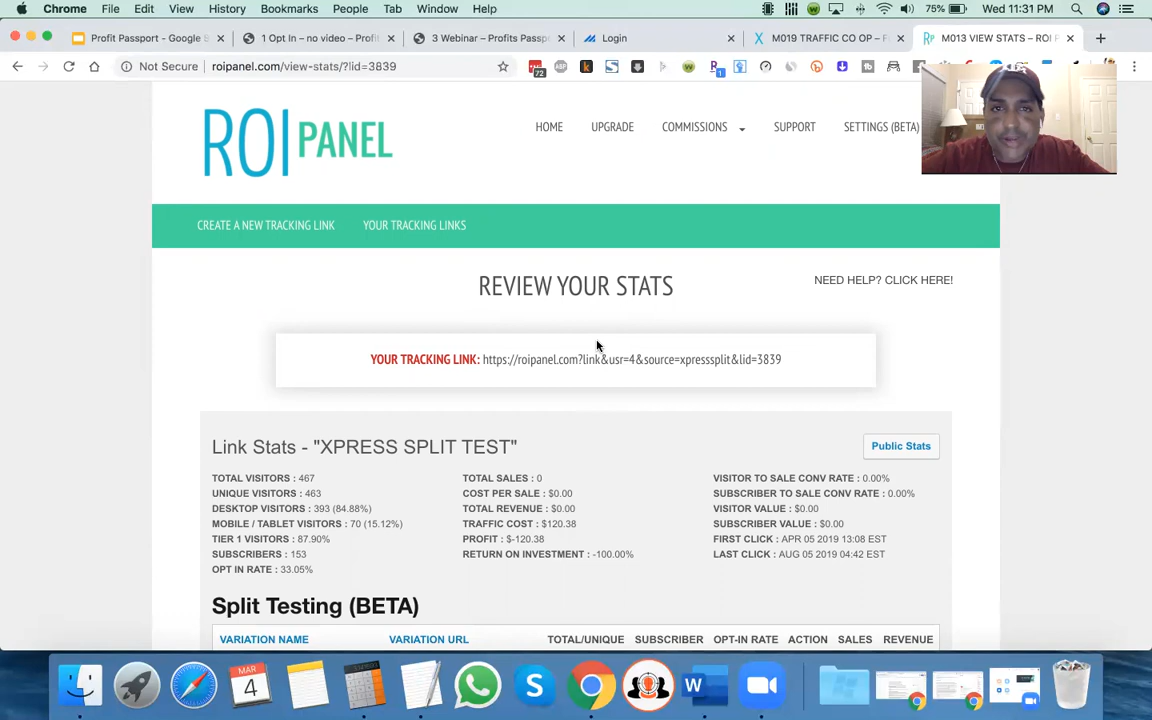 Chrome File Edit View History Bookmarks People Tab Window Help 75% Wed 11:31 PM
Profit Passport - Google S
1 Opt In – no video – Profit
3 Webinar – Profits Passp
Login
M019 TRAFFIC CO OP – F
M013 VIEW STATS – ROI P
Not Secure roipanel.com/view-stats/?lid=3839
72
ABP
1
ROI PANEL
HOME UPGRADE COMMISSIONS SUPPORT SETTINGS (BETA)
CREATE A NEW TRACKING LINK YOUR TRACKING LINKS
REVIEW YOUR STATS
NEED HELP? CLICK HERE!
YOUR TRACKING LINK: https://roipanel.com?link&usr=4&source=xpresssplit&lid=3839
Link Stats - "XPRESS SPLIT TEST"
Public Stats
TOTAL VISITORS : 467
UNIQUE VISITORS : 463
DESKTOP VISITORS : 393 (84.88%)
MOBILE / TABLET VISITORS : 70 (15.12%)
TIER 1 VISITORS : 87.90%
SUBSCRIBERS : 153
OPT IN RATE : 33.05%
TOTAL SALES : 0
COST PER SALE : $0.00
TOTAL REVENUE : $0.00
TRAFFIC COST : $120.38
PROFIT : $-120.38
RETURN ON INVESTMENT : -100.00%
VISITOR TO SALE CONV RATE : 0.00%
SUBSCRIBER TO SALE CONV RATE : 0.00%
VISITOR VALUE : $0.00
SUBSCRIBER VALUE : $0.00
FIRST CLICK : APR 05 2019 13:08 EST
LAST CLICK : AUG 05 2019 04:42 EST
Split Testing (BETA)
VARIATION NAME VARIATION URL TOTAL/UNIQUE SUBSCRIBER OPT-IN RATE ACTION SALES REVENUE
MAR
4